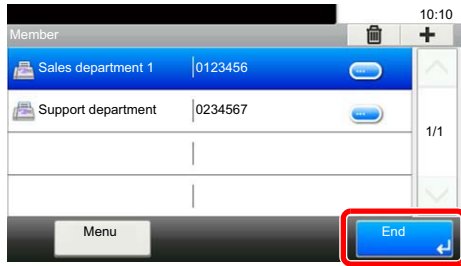 10:10
Member
Sales department 1 0123456
Support department 0234567
1/1
Menu End